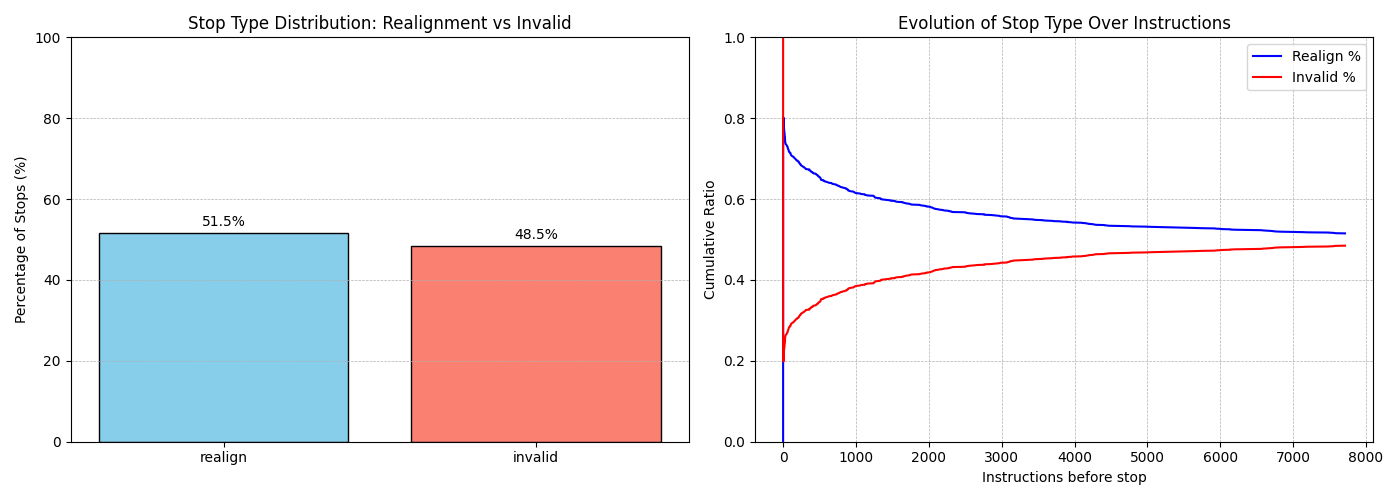 Stop Type Distribution: Realignment vs Invalid
Percentage of Stops (%)
100
80
60
40
20
0
51.5%
48.5%
realign
invalid
Evolution of Stop Type Over Instructions
Cumulative Ratio
1.0
0.8
0.6
0.4
0.2
0.0
Realign %
Invalid %
0 1000 2000 3000 4000 5000 6000 7000 8000
Instructions before stop